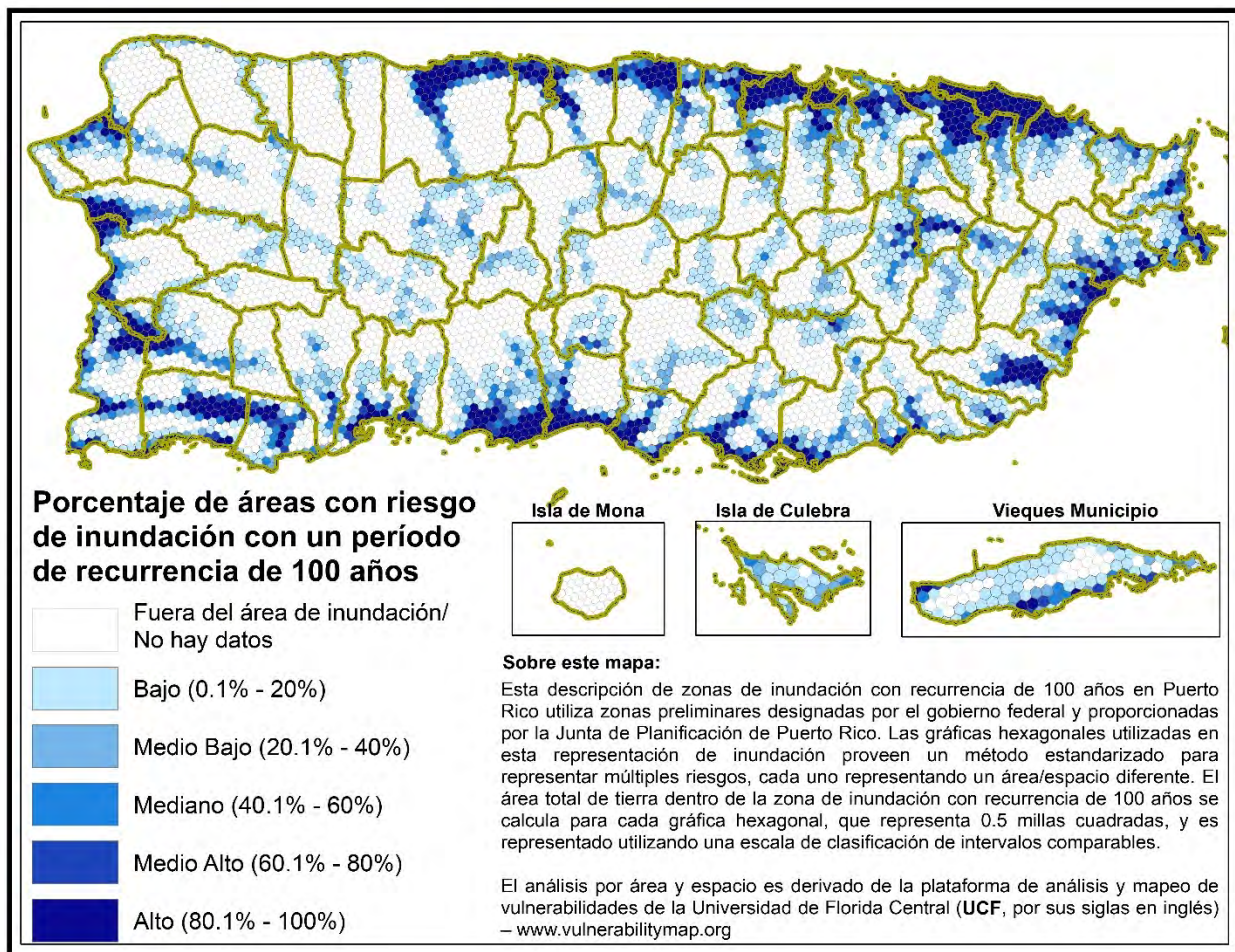 Isla de Mona
Isla de Culebra
Vieques Municipio
Porcentaje de áreas con riesgo
de inundación con un período
de recurrencia de 100 años
Fuera del área de inundación/
No hay datos
Bajo (0.1% - 20%)
Medio Bajo (20.1% - 40%)
Mediano (40.1% - 60%)
Medio Alto (60.1% - 80%)
Alto (80.1% - 100%)
Sobre este mapa:
Esta descripción de zonas de inundación con recurrencia de 100 años en Puerto
Rico utiliza zonas preliminares designadas por el gobierno federal y proporcionadas
por la Junta de Planificación de Puerto Rico. Las gráficas hexagonales utilizadas en
esta representación de inundación proveen un método estandarizado para
representar múltiples riesgos, cada uno representando un área/espacio diferente. El
área total de tierra dentro de la zona de inundación con recurrencia de 100 años se
calcula para cada gráfica hexagonal, que representa 0.5 millas cuadradas, y es
representado utilizando una escala de clasificación de intervalos comparables.
El análisis por área y espacio es derivado de la plataforma de análisis y mapeo de
vulnerabilidades de la Universidad de Florida Central (UCF, por sus siglas en inglés)
– www.vulnerabilitymap.org